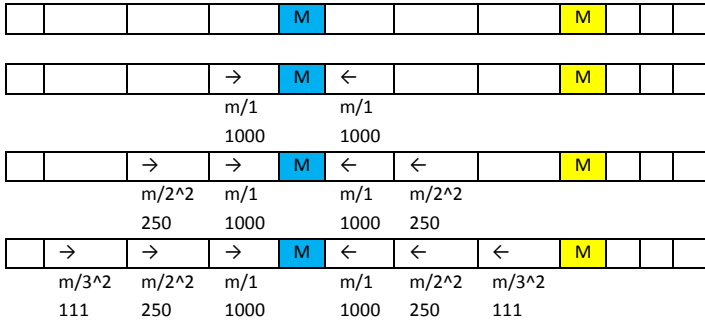 M M
→ M ← M
m/1 m/1
1000 1000
→ → M ← ← M
m/2^2 m/1 m/1 m/2^2
250 1000 1000 250
→ → → M ← ← ← M
m/3^2 m/2^2 m/1 m/1 m/2^2 m/3^2
111 250 1000 1000 250 111